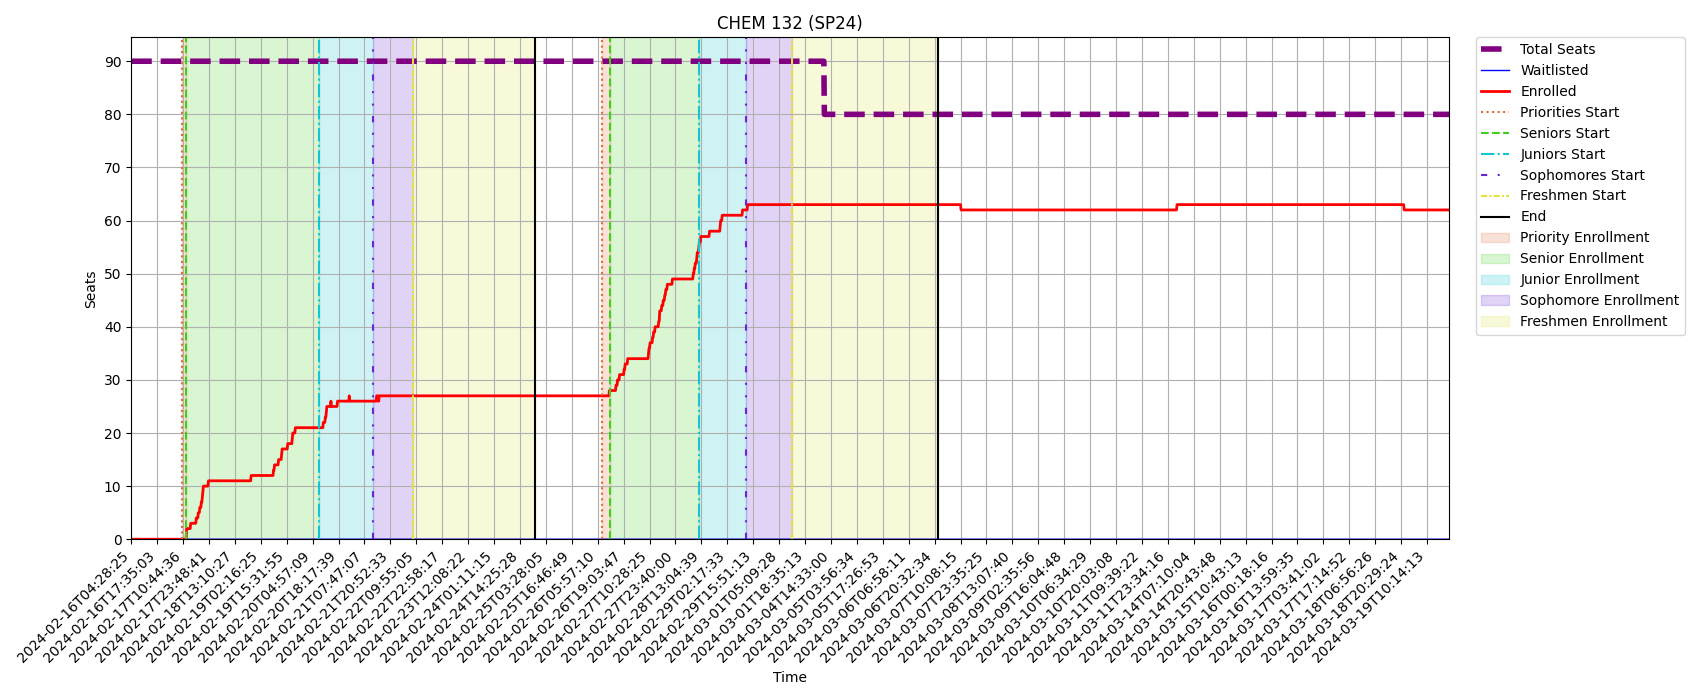 CHEM 132 (SP24)
Seats
90
80
70
60
50
40
30
20
10
0
2024-02-16T04:28:25
2024-02-16T17:35:03
2024-02-17T10:44:36
2024-02-17T23:48:41
2024-02-18T13:10:27
2024-02-19T02:16:25
2024-02-19T15:31:55
2024-02-20T04:57:09
2024-02-20T18:17:39
2024-02-21T07:47:07
2024-02-21T20:52:33
2024-02-22T09:55:05
2024-02-22T22:58:17
2024-02-23T12:08:22
2024-02-24T01:11:15
2024-02-24T14:25:28
2024-02-25T03:28:05
2024-02-25T16:46:49
2024-02-26T05:57:10
2024-02-26T19:03:47
2024-02-27T10:28:25
2024-02-27T23:40:00
2024-02-28T13:04:39
2024-02-29T02:17:33
2024-02-29T15:51:13
2024-03-01T05:09:28
2024-03-01T18:35:13
2024-03-04T14:33:00
2024-03-05T03:56:34
2024-03-05T17:26:53
2024-03-06T06:58:11
2024-03-06T20:32:34
2024-03-07T10:08:15
2024-03-07T23:35:25
2024-03-08T13:07:40
2024-03-09T02:35:56
2024-03-09T16:04:48
2024-03-10T06:34:29
2024-03-10T20:03:08
2024-03-11T09:39:22
2024-03-11T23:34:16
2024-03-14T07:10:04
2024-03-14T20:43:48
2024-03-15T10:43:13
2024-03-16T00:18:16
2024-03-16T13:59:35
2024-03-17T03:41:02
2024-03-17T17:14:52
2024-03-18T06:56:26
2024-03-18T20:29:24
2024-03-19T10:14:13
Time
Total Seats
Waitlisted
Enrolled
Priorities Start
Seniors Start
Juniors Start
Sophomores Start
Freshmen Start
End
Priority Enrollment
Senior Enrollment
Junior Enrollment
Sophomore Enrollment
Freshmen Enrollment